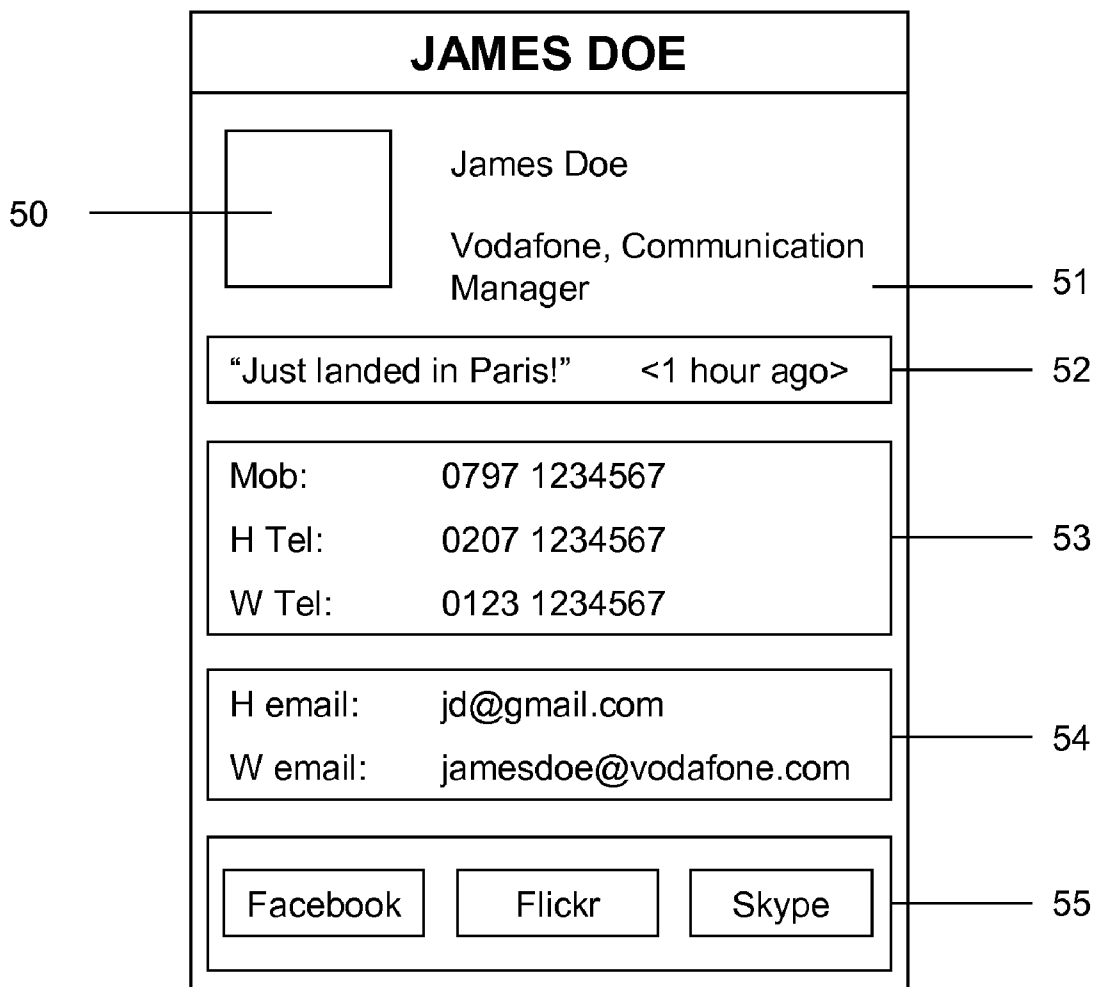 JAMES DOE
James Doe
50
Vodafone, Communication
Manager
51
“Just landed in Paris!” <1 hour ago>
52
Mob: 0797 1234567
H Tel: 0207 1234567
53
W Tel: 0123 1234567
H email: jd@gmail.com
54
W email: jamesdoe@vodafone.com
Facebook Flickr Skype
55